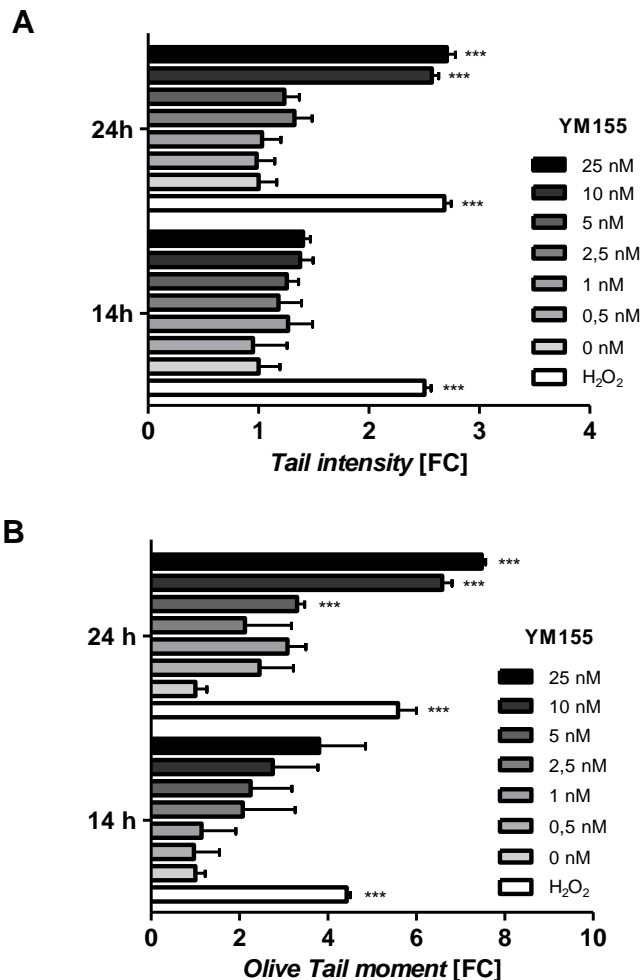 A
***
***
24h
***
14h
***
YM155
25 nM
10 nM
5 nM
2,5 nM
1 nM
0,5 nM
0 nM
H₂O₂
0 1 2 3 4
Tail intensity [FC]
B
***
***
***
24 h
***
14 h
***
YM155
25 nM
10 nM
5 nM
2,5 nM
1 nM
0,5 nM
0 nM
H₂O₂
0 2 4 6 8 10
Olive Tail moment [FC]